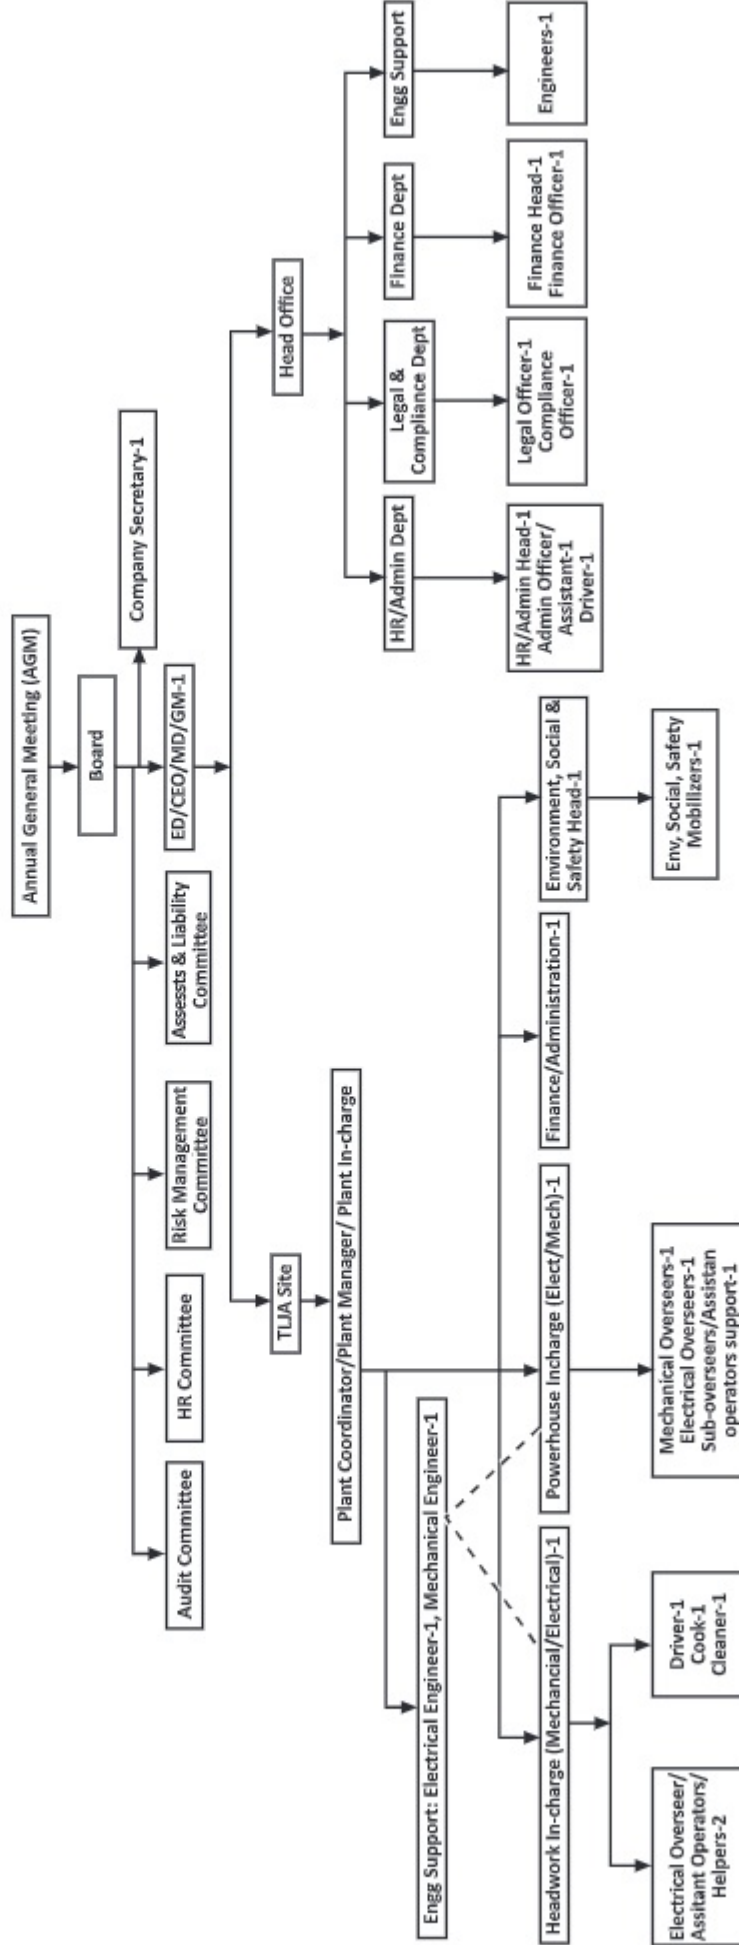 Annual General Meeting (AGM)
Board
Company Secretary-1
Audit Committee
HR Committee
Risk Management
Committee
Assessts & Liability
Committee
ED/CEO/MD/GM-1
TLJA Site
Head Office
Plant Coordinator/Plant Manager/ Plant In-charge
HR/Admin Dept
Legal &
Compliance Dept
Finance Dept
Engg Support
Engg Support: Electrical Engineer-1, Mechanical Engineer-1
HR/Admin Head-1
Admin Officer/
Assistant-1
Driver-1
Legal Officer-1
Compliance
Officer-1
Finance Head-1
Finance Officer-1
Engineers-1
Headwork In-charge (Mechancial/Electrical)-1
Powerhouse Incharge (Elect/Mech)-1
Finance/Administration-1
Environment, Social &
Safety Head-1
Electrical Overseer/
Assitant Operators/
Helpers-2
Driver-1
Cook-1
Cleaner-1
Mechanical Overseers-1
Electrical Overseers-1
Sub-overseers/Assistan
operators support-1
Env, Social, Safety
Mobilizers-1